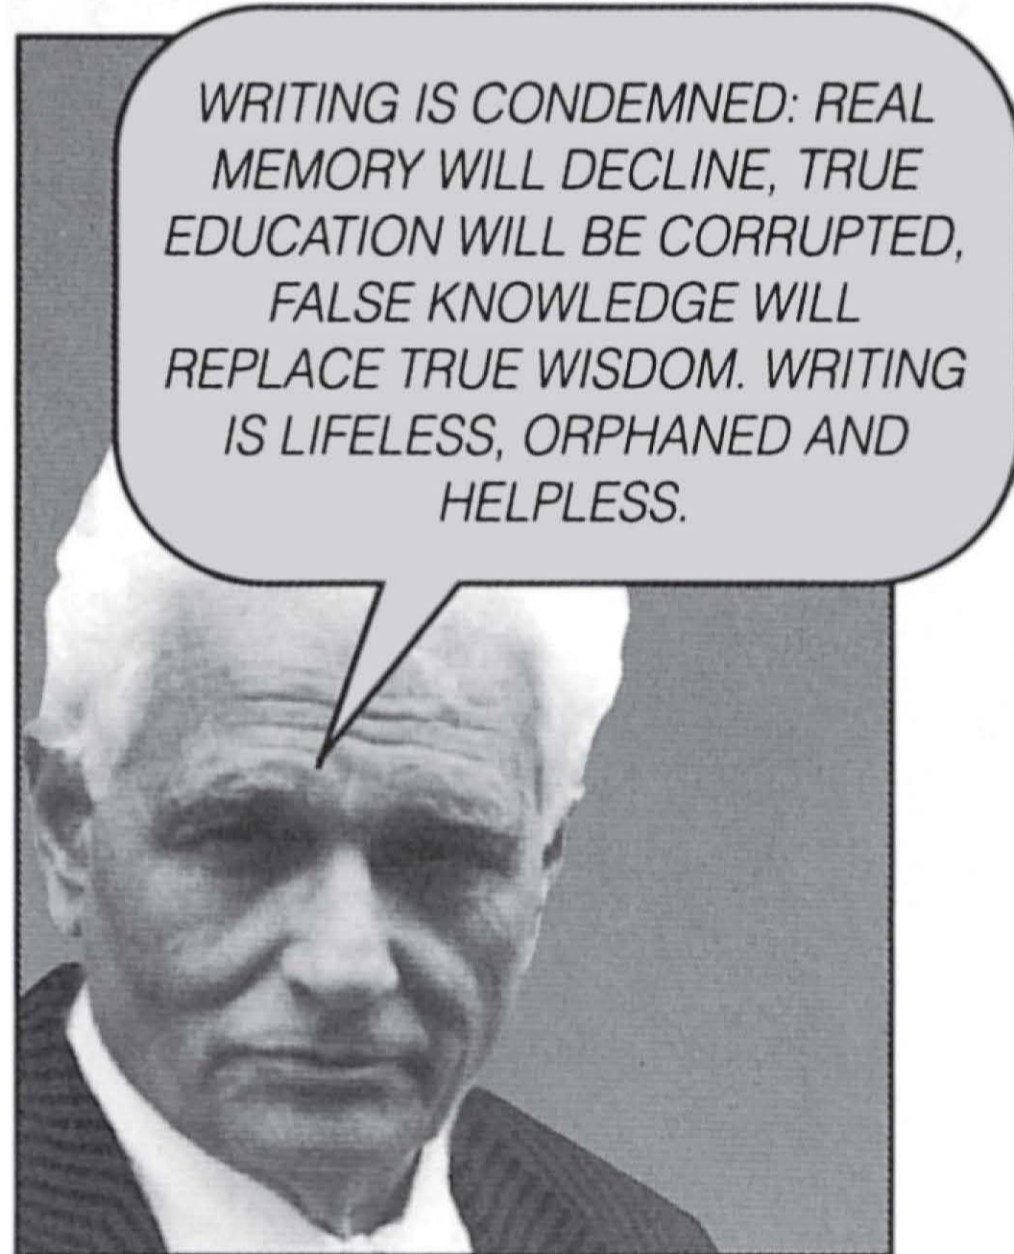 WRITING IS CONDEMNED: REAL
MEMORY WILL DECLINE, TRUE
EDUCATION WILL BE CORRUPTED,
FALSE KNOWLEDGE WILL
REPLACE TRUE WISDOM. WRITING
IS LIFELESS, ORPHANED AND
HELPLESS.